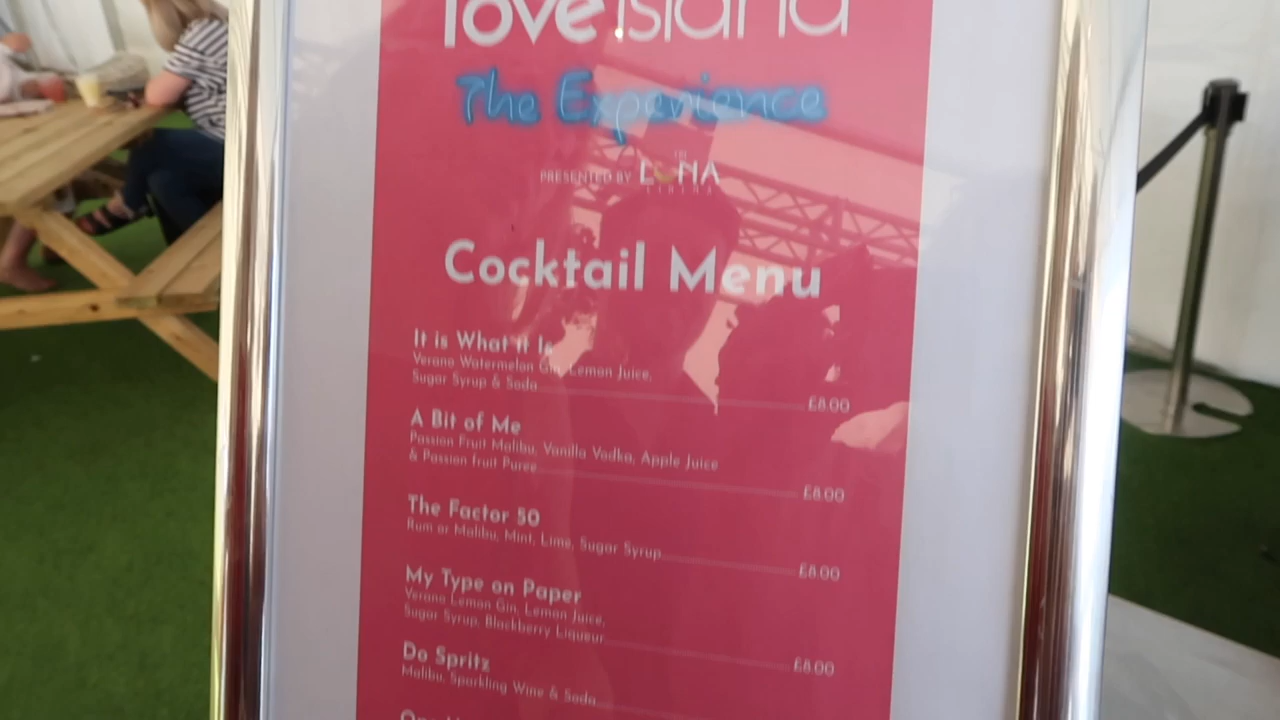 love island
The Experience
PRESENTED BY THE LUNA CINEMA
Cocktail Menu
It is What it Is
Verano Watermelon Gin, Lemon Juice,
Sugar Syrup & Soda £8.00
A Bit of Me
Passion Fruit Malibu, Vanilla Vodka, Apple Juice
& Passion fruit Puree £8.00
The Factor 50
Rum or Malibu, Mint, Lime, Sugar Syrup £8.00
My Type on Paper
Verano Lemon Gin, Lemon Juice,
Sugar Syrup, Blackberry Liqueur £8.00
Do Spritz
Malibu, Sparkling Wine & Soda